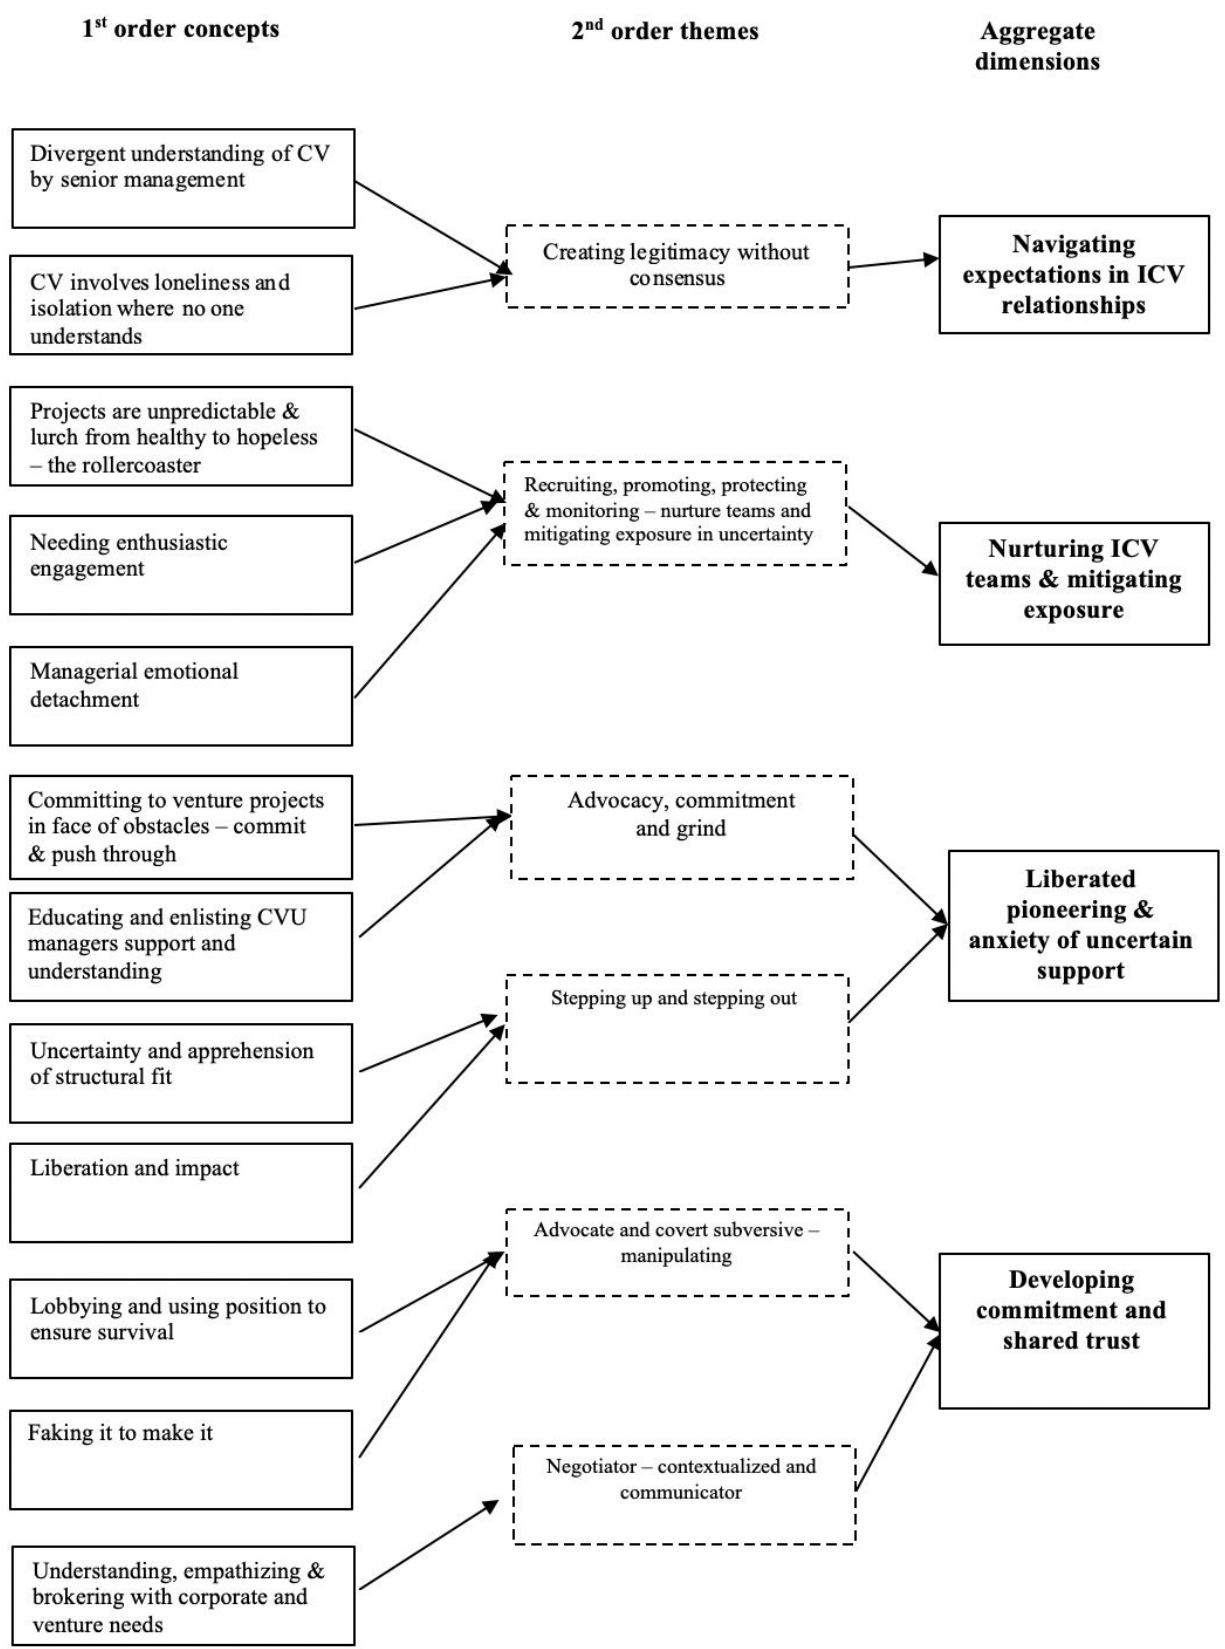 1st order concepts
2nd order themes
Aggregate
dimensions
Divergent understanding of CV
by senior management
CV involves loneliness and
isolation where no one
understands
Creating legitimacy without
consensus
Navigating
expectations in ICV
relationships
Projects are unpredictable &
lurch from healthy to hopeless
– the rollercoaster
Needing enthusiastic
engagement
Managerial emotional
detachment
Recruiting, promoting, protecting
& monitoring – nurture teams and
mitigating exposure in uncertainty
Nurturing ICV
teams & mitigating
exposure
Committing to venture projects
in face of obstacles – commit
& push through
Educating and enlisting CVU
managers support and
understanding
Uncertainty and apprehension
of structural fit
Liberation and impact
Advocacy, commitment
and grind
Stepping up and stepping out
Liberated
pioneering &
anxiety of uncertain
support
Lobbying and using position to
ensure survival
Faking it to make it
Understanding, empathizing &
brokering with corporate and
venture needs
Advocate and covert subversive –
manipulating
Negotiator – contextualized and
communicator
Developing
commitment and
shared trust